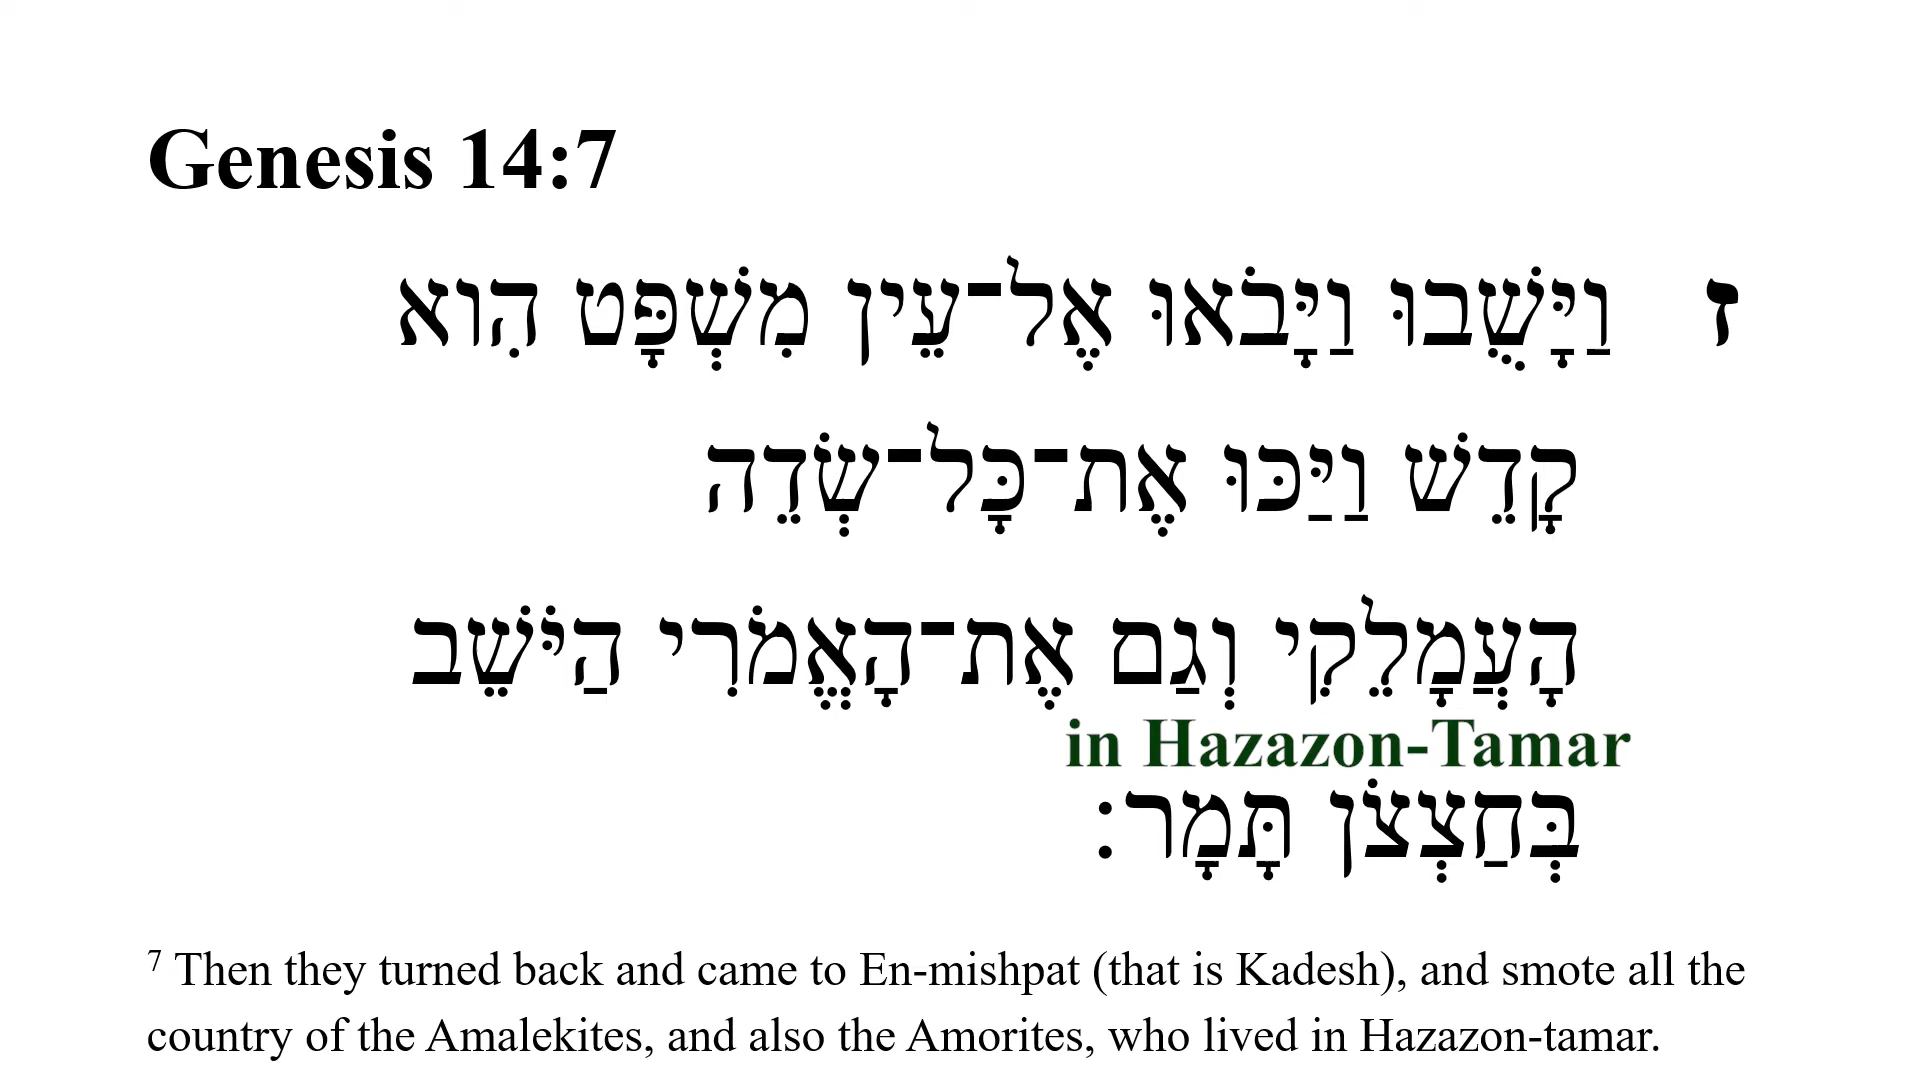 Genesis 14:7
ז וַיָּשֻׁבוּ וַיָּבֹאוּ אֶל־עֵין מִשְׁפָּט הִוא
קָדֵשׁ וַיַּכּוּ אֶת־כָּל־שְׂדֵה
הָעֲמָלֵקִי וְגַם אֶת־הָאֱמֹרִי הַיֹּשֵׁב
in Hazazon-Tamar
בְּחַצְצֹן תָּמָר׃
7 Then they turned back and came to En-mishpat (that is Kadesh), and smote all the
country of the Amalekites, and also the Amorites, who lived in Hazazon-tamar.